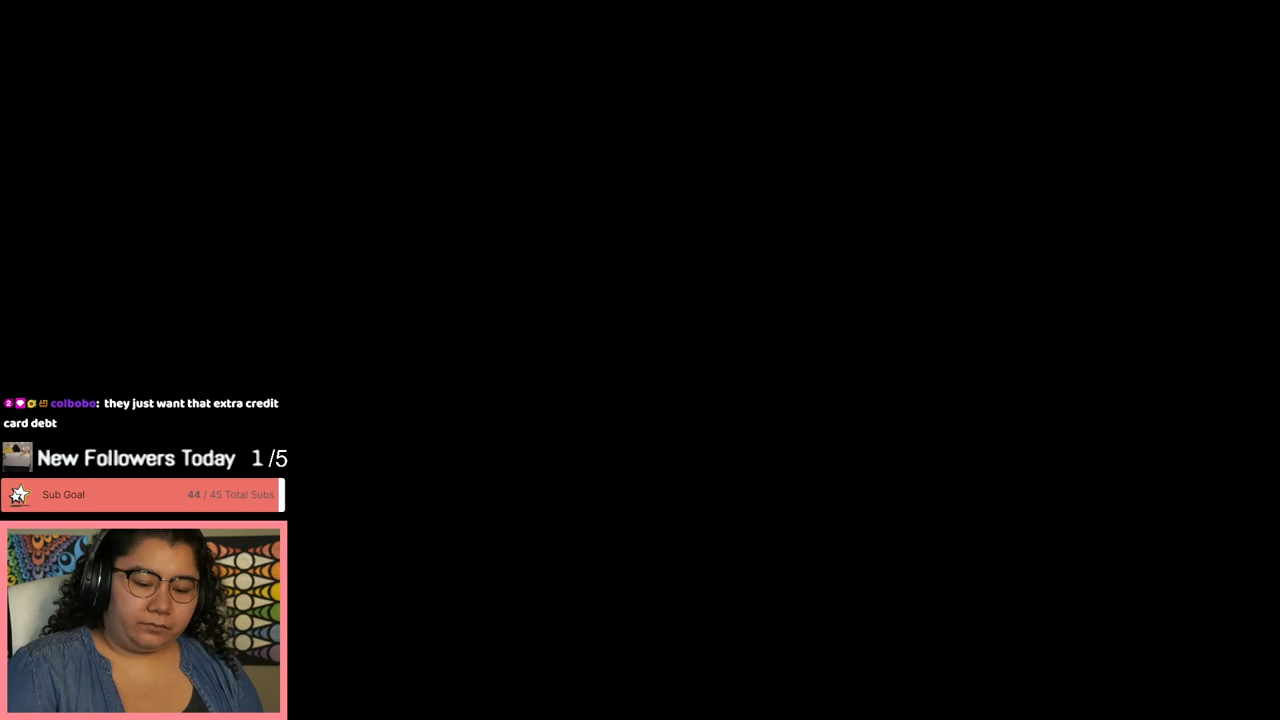 colbobo: they just want that extra credit
card debt
New Followers Today 1 /5
Sub Goal 44 / 45 Total Subs